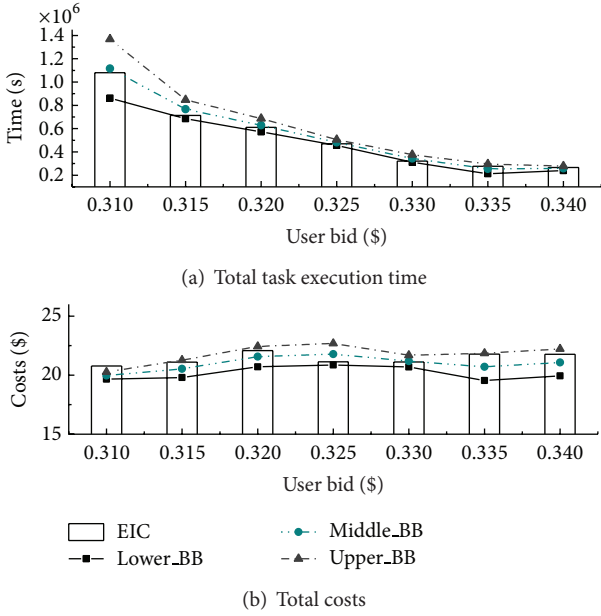 ×10⁶
1.4
1.2
1.0
0.8
0.6
0.4
0.2
Time (s)
0.310 0.315 0.320 0.325 0.330 0.335 0.340
User bid ($)
(a) Total task execution time
25
20
15
Costs ($)
0.310 0.315 0.320 0.325 0.330 0.335 0.340
User bid ($)
EIC Middle_BB
Lower_BB Upper_BB
(b) Total costs